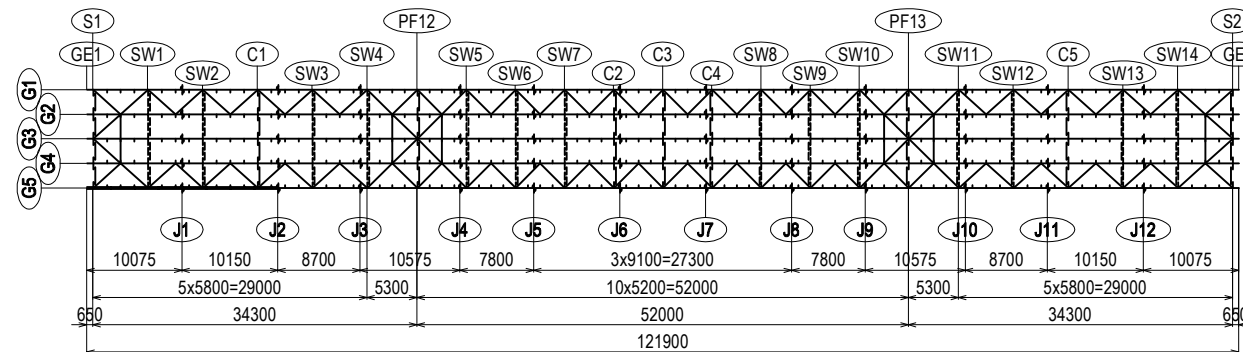 S1 PF12 PF13 S2
GE1 SW1 C1 SW4 SW5 SW7 C3 SW8 SW10 SW11 C5 SW14 GE
SW2 SW3 SW6 C2 C4 SW9 SW12 SW13
G1
G2
G3
G4
G5
J1 J2 J3 J4 J5 J6 J7 J8 J9 J10 J11 J12
10075 10150 8700 10575 7800 3x9100=27300 7800 10575 8700 10150 10075
5x5800=29000 5300 10x5200=52000 5300 5x5800=29000
650 34300 52000 34300 650
121900